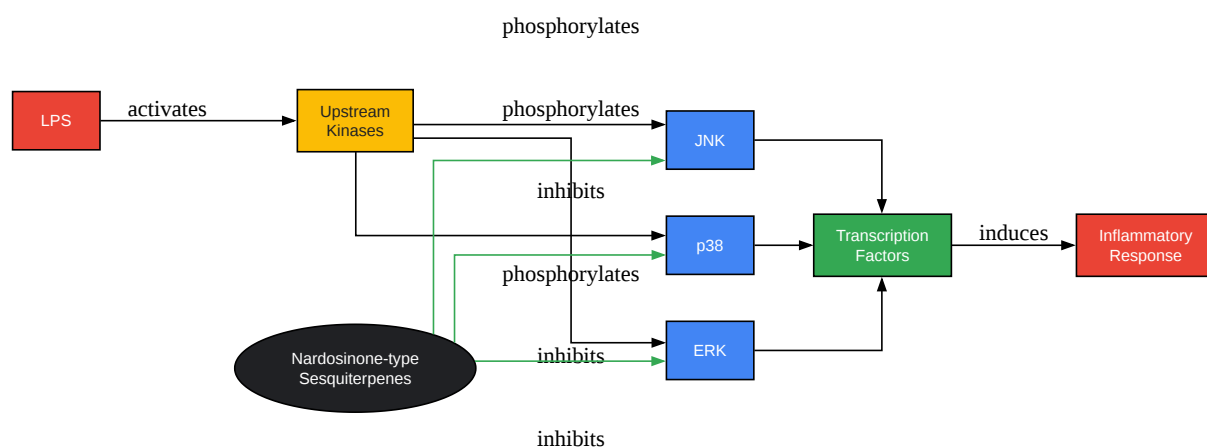 phosphorylates
LPS
activates
Upstream
Kinases
phosphorylates
JNK
inhibits
p38
Transcription
Factors
induces
Inflammatory
Response
phosphorylates
Nardosinone-type
Sesquiterpenes
inhibits
ERK
inhibits